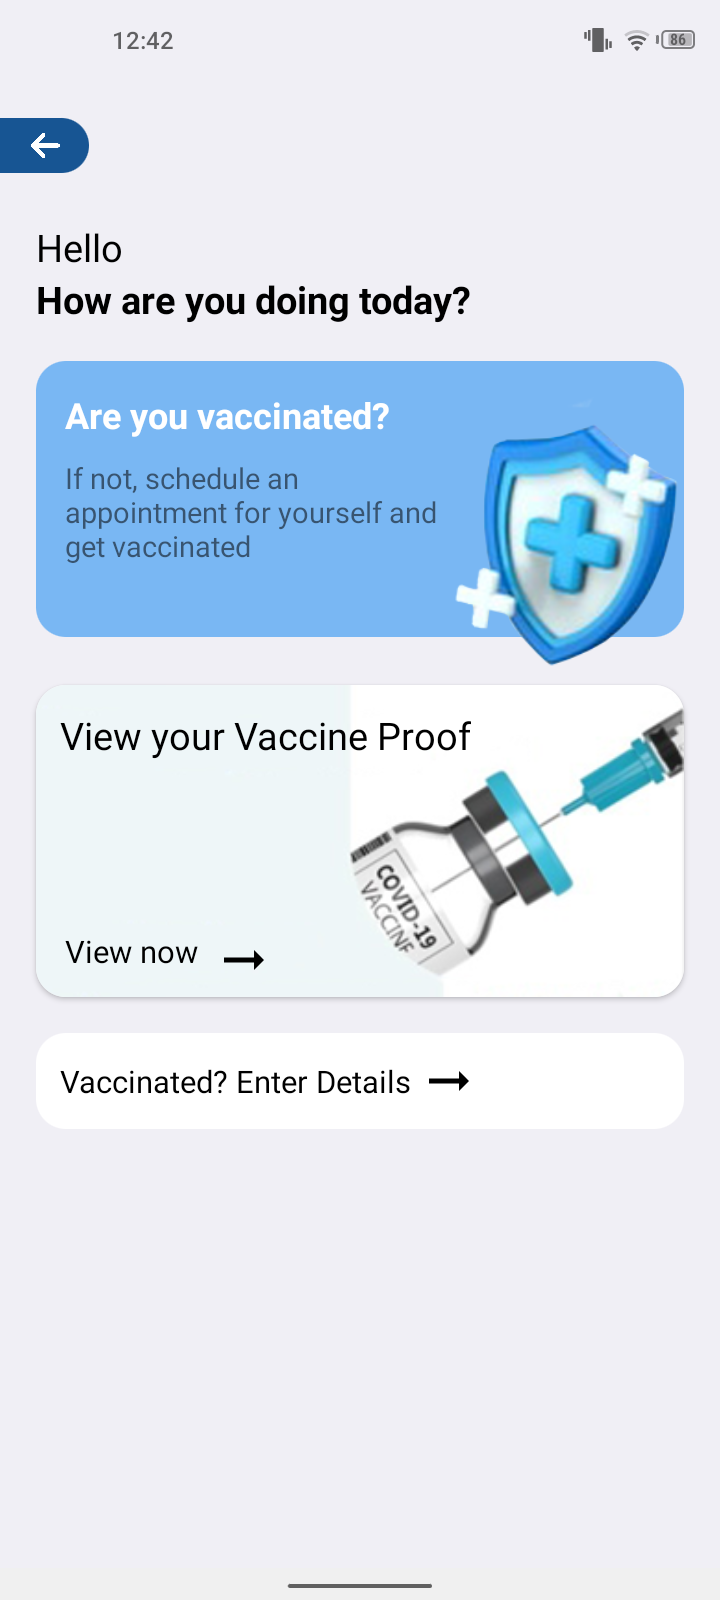 12:42
86
Hello
How are you doing today?
Are you vaccinated?
If not, schedule an
appointment for yourself and
get vaccinated
View your Vaccine Proof
COVID-19
VACCINE
View now
Vaccinated? Enter Details